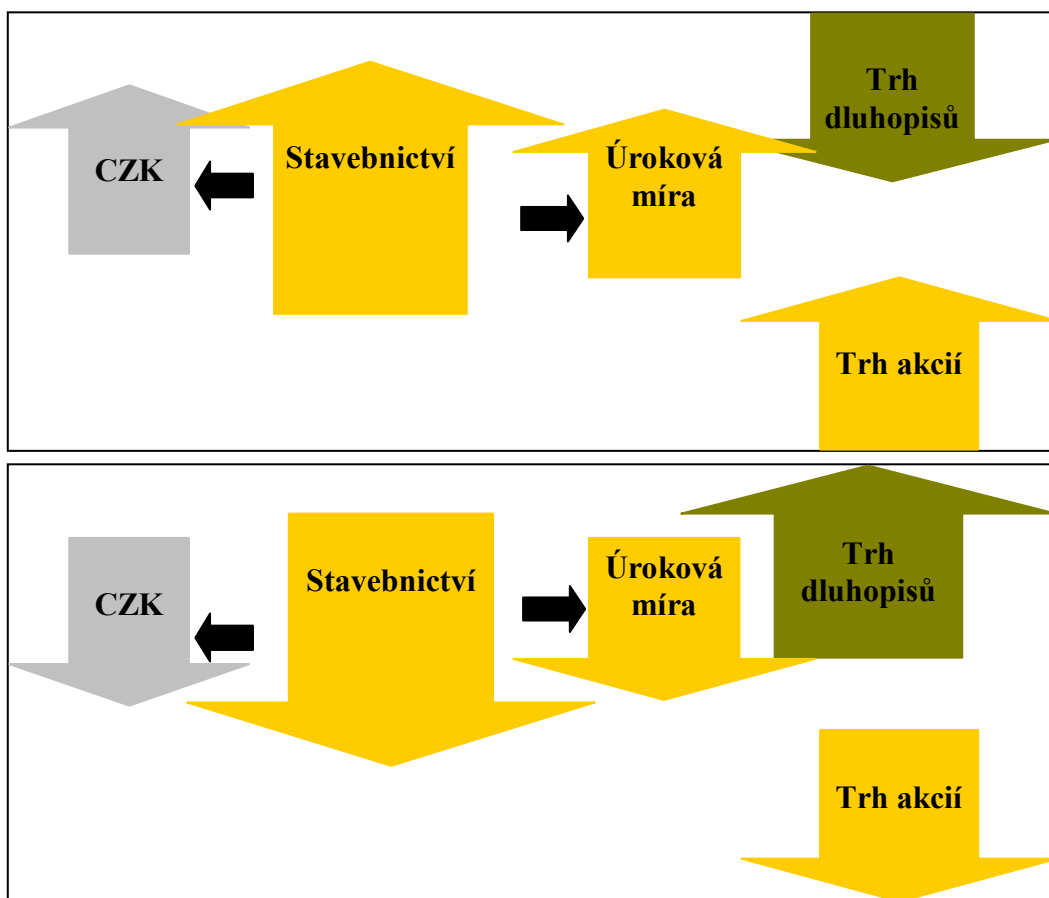 CZK
Stavebnictví
Úroková
míra
Trh
dluhopisů
Trh akcií
CZK
Stavebnictví
Úroková
míra
Trh
dluhopisů
Trh akcií